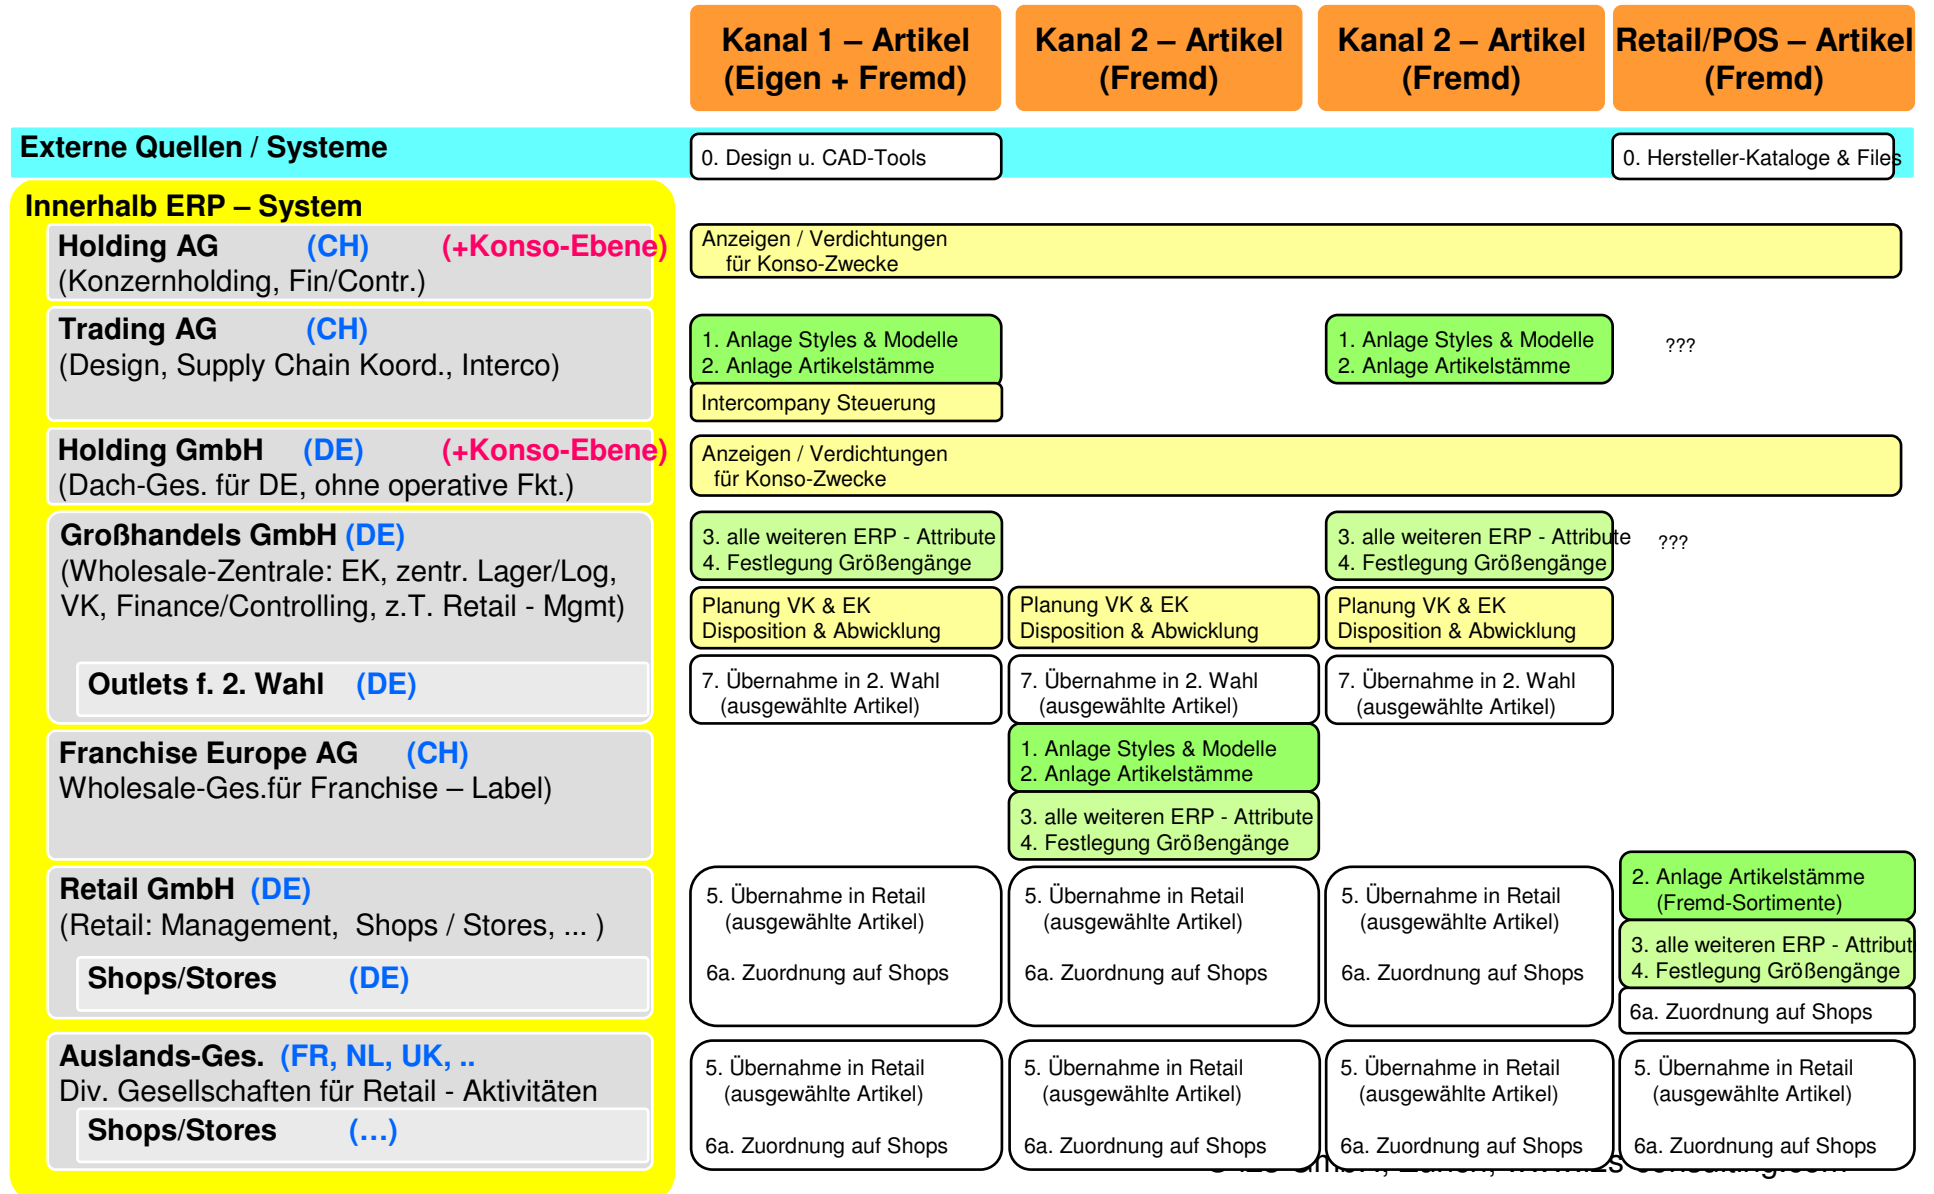 Kanal 1 – Artikel
(Eigen + Fremd)
Kanal 2 – Artikel
(Fremd)
Kanal 2 – Artikel
(Fremd)
Retail/POS – Artikel
(Fremd)
Externe Quellen / Systeme
0. Design u. CAD-Tools
0. Hersteller-Kataloge & Files
Innerhalb ERP – System
Holding AG (CH) (+Konso-Ebene)
(Konzernholding, Fin/Contr.)
Anzeigen / Verdichtungen
für Konso-Zwecke
Trading AG (CH)
(Design, Supply Chain Koord., Interco)
1. Anlage Styles & Modelle
2. Anlage Artikelstämme
Intercompany Steuerung
1. Anlage Styles & Modelle
2. Anlage Artikelstämme
???
Holding GmbH (DE) (+Konso-Ebene)
(Dach-Ges. für DE, ohne operative Fkt.)
Anzeigen / Verdichtungen
für Konso-Zwecke
Großhandels GmbH (DE)
(Wholesale-Zentrale: EK, zentr. Lager/Log,
VK, Finance/Controlling, z.T. Retail - Mgmt)
3. alle weiteren ERP - Attribute
4. Festlegung Größengänge
3. alle weiteren ERP - Attribute
4. Festlegung Größengänge
???
Planung VK & EK
Disposition & Abwicklung
Planung VK & EK
Disposition & Abwicklung
Planung VK & EK
Disposition & Abwicklung
Outlets f. 2. Wahl (DE)
7. Übernahme in 2. Wahl
(ausgewählte Artikel)
7. Übernahme in 2. Wahl
(ausgewählte Artikel)
7. Übernahme in 2. Wahl
(ausgewählte Artikel)
Franchise Europe AG (CH)
Wholesale-Ges.für Franchise – Label)
1. Anlage Styles & Modelle
2. Anlage Artikelstämme
3. alle weiteren ERP - Attribute
4. Festlegung Größengänge
Retail GmbH (DE)
(Retail: Management, Shops / Stores, ... )
Shops/Stores (DE)
5. Übernahme in Retail
(ausgewählte Artikel)
6a. Zuordnung auf Shops
5. Übernahme in Retail
(ausgewählte Artikel)
6a. Zuordnung auf Shops
5. Übernahme in Retail
(ausgewählte Artikel)
6a. Zuordnung auf Shops
2. Anlage Artikelstämme
(Fremd-Sortimente)
3. alle weiteren ERP - Attribut
4. Festlegung Größengänge
6a. Zuordnung auf Shops
Auslands-Ges. (FR, NL, UK, ..
Div. Gesellschaften für Retail - Aktivitäten
Shops/Stores (...)
5. Übernahme in Retail
(ausgewählte Artikel)
6a. Zuordnung auf Shops
5. Übernahme in Retail
(ausgewählte Artikel)
6a. Zuordnung auf Shops
5. Übernahme in Retail
(ausgewählte Artikel)
6a. Zuordnung auf Shops
5. Übernahme in Retail
(ausgewählte Artikel)
6a. Zuordnung auf Shops